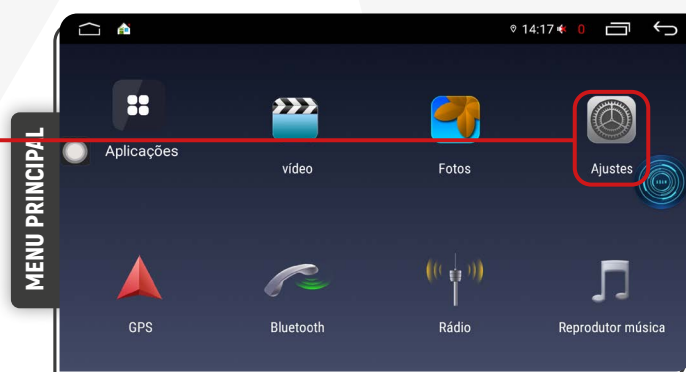 14:17 0
MENU PRINCIPAL
Aplicações
vídeo
Fotos
Ajustes
GPS
Bluetooth
Rádio
Reprodutor música